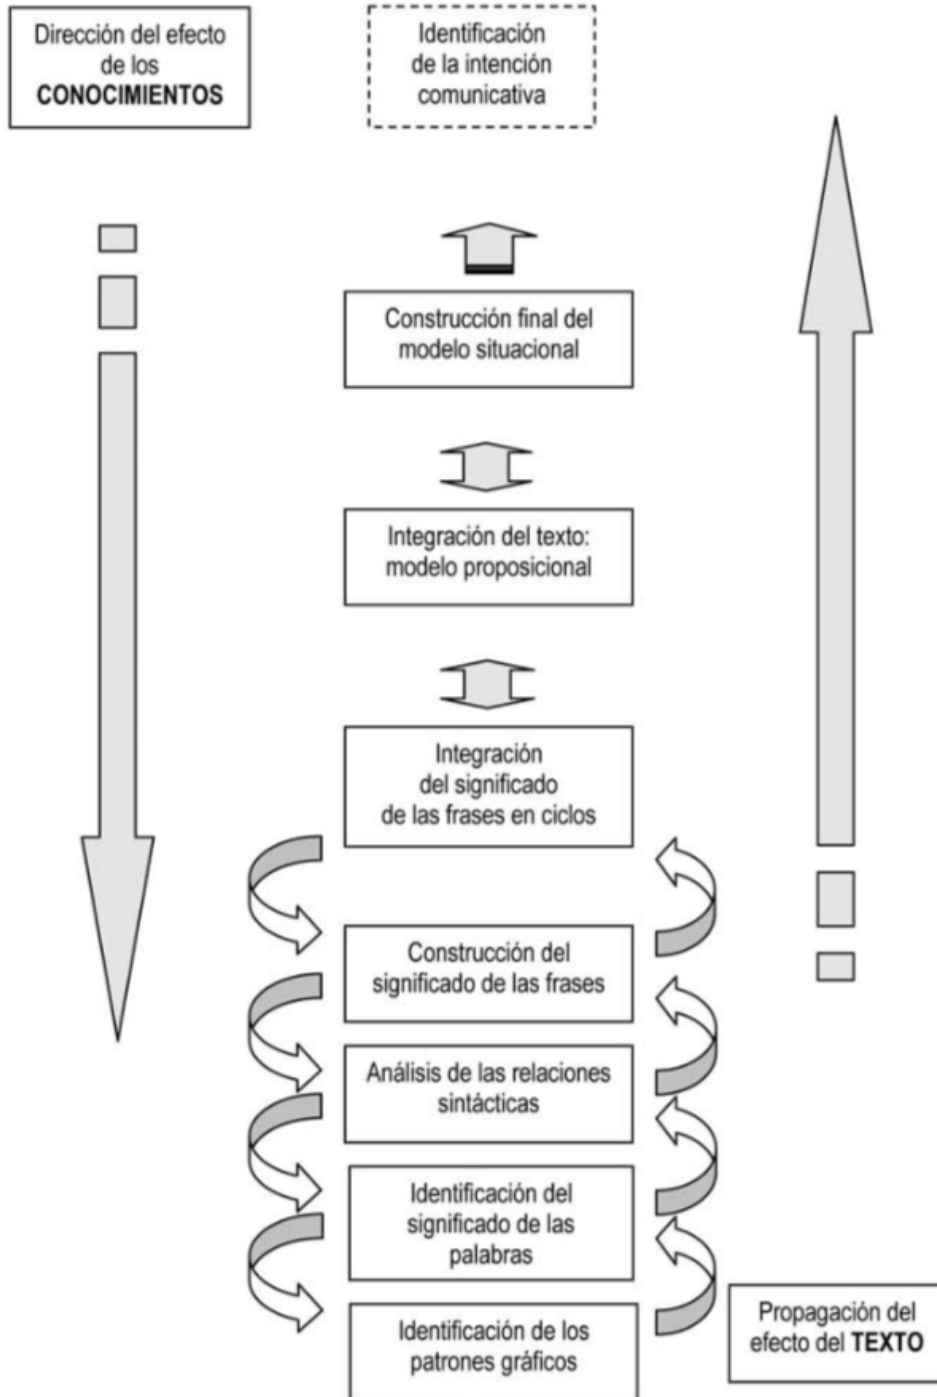 Dirección del efecto
de los
CONOCIMIENTOS
Identificación
de la intención
comunicativa
Construcción final del
modelo situacional
Integración del texto:
modelo proposicional
Integración
del significado
de las frases en ciclos
Construcción del
significado de las frases
Análisis de las relaciones
sintácticas
Identificación del
significado de las
palabras
Identificación de los
patrones gráficos
Propagación del
efecto del TEXTO